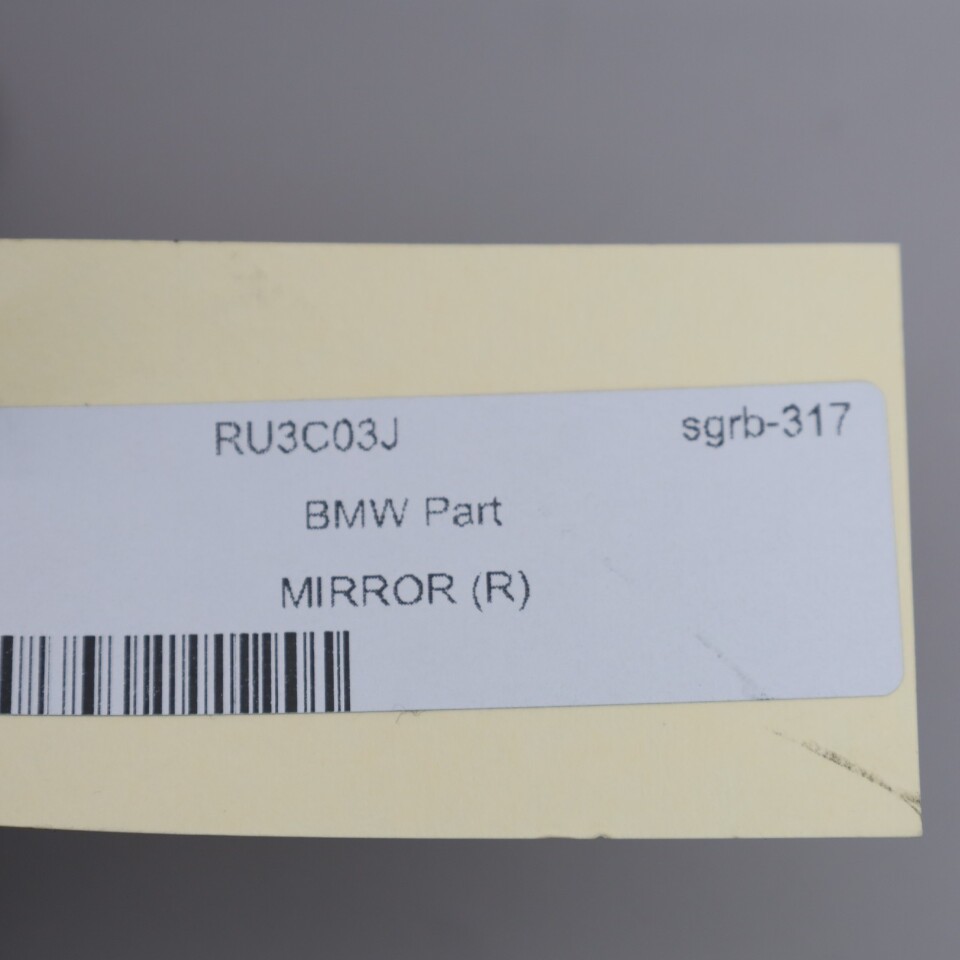 RU3C03J sgrb-317
BMW Part
MIRROR (R)